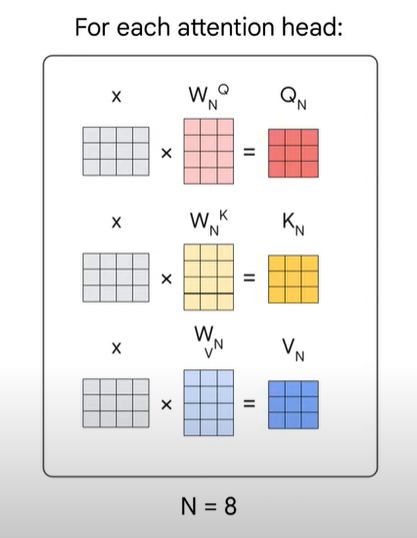 For each attention head:
x W_N^Q Q_N
× =
x W_N^K K_N
× =
x W_V^N V_N
× =
N = 8